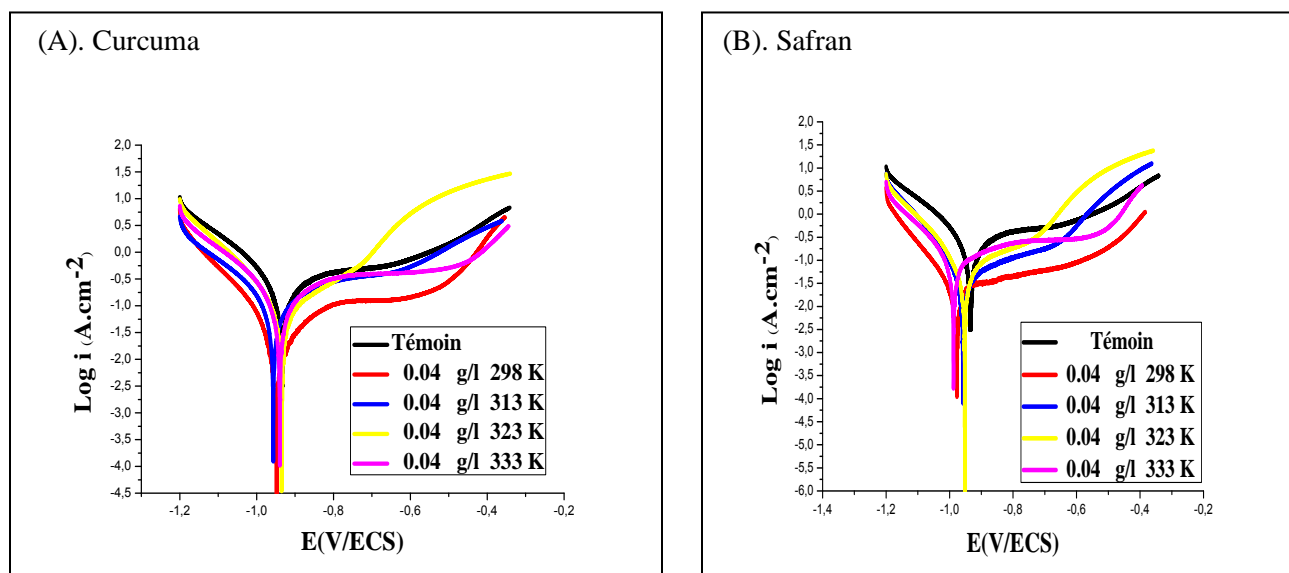 (A). Curcuma
2,0
1,5
1,0
0,5
0,0
-0,5
-1,0
-1,5
-2,0
-2,5
-3,0
-3,5
-4,0
-4,5
Log i (A.cm-2)
Témoin
0.04 g/l 298 K
0.04 g/l 313 K
0.04 g/l 323 K
0.04 g/l 333 K
-1,2 -1,0 -0,8 -0,6 -0,4 -0,2
E(V/ECS)
(B). Safran
2,0
1,5
1,0
0,5
0,0
-0,5
-1,0
-1,5
-2,0
-2,5
-3,0
-3,5
-4,0
-4,5
-5,0
-5,5
-6,0
Log i (A.cm-2)
Témoin
0.04 g/l 298 K
0.04 g/l 313 K
0.04 g/l 323 K
0.04 g/l 333 K
-1,4 -1,2 -1,0 -0,8 -0,6 -0,4 -0,2
E(V/ECS)